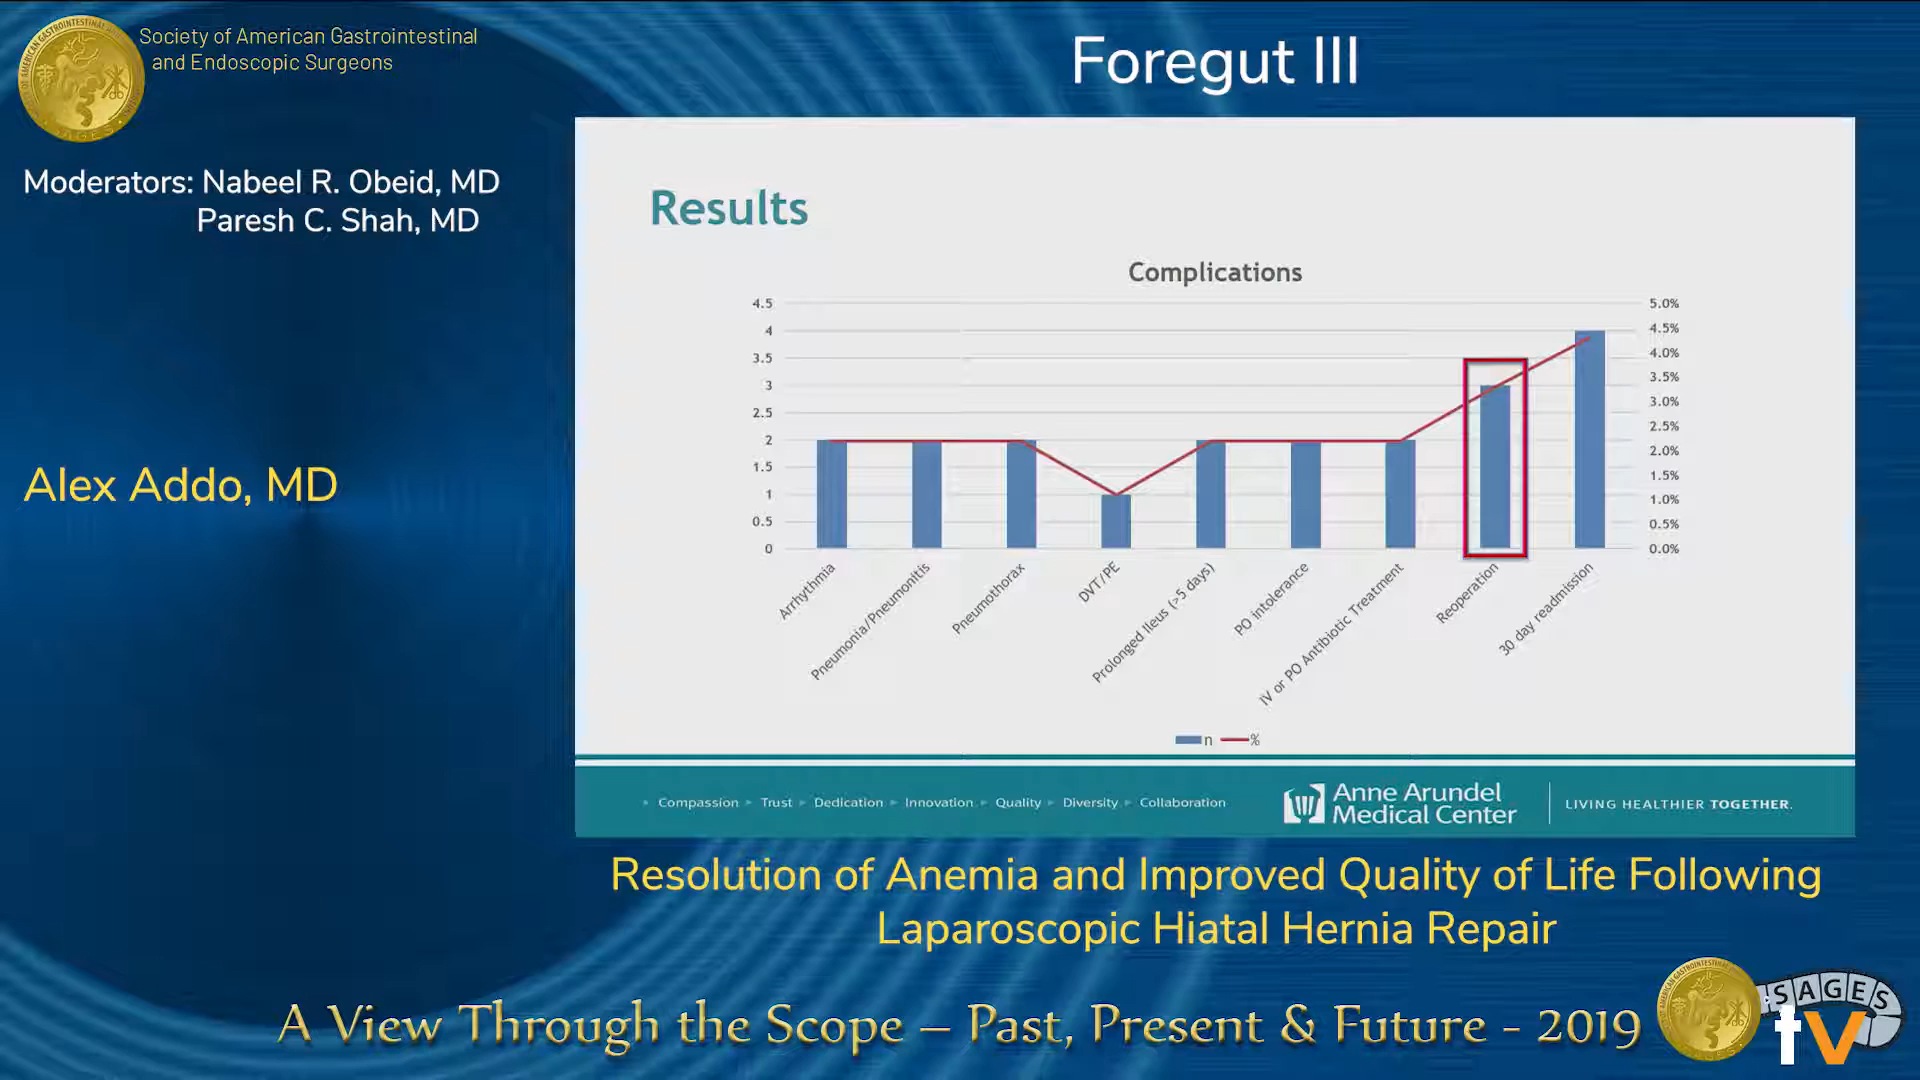 Society of American Gastrointestinal
and Endoscopic Surgeons
Foregut III
Moderators: Nabeel R. Obeid, MD
Paresh C. Shah, MD
Alex Addo, MD
Results
Complications
4.5
4
3.5
3
2.5
2
1.5
1
0.5
0
5.0%
4.5%
4.0%
3.5%
3.0%
2.5%
2.0%
1.5%
1.0%
0.5%
0.0%
Arrhythmia
Pneumonia/Pneumonitis
Pneumothorax
DVT/PE
Prolonged Ileus (>5 days)
PO intolerance
IV or PO Antibiotic Treatment
Reoperation
30 day readmission
n %
Compassion Trust Dedication Innovation Quality Diversity Collaboration
Anne Arundel
Medical Center
LIVING HEALTHIER TOGETHER.
Resolution of Anemia and Improved Quality of Life Following
Laparoscopic Hiatal Hernia Repair
A View Through the Scope – Past, Present & Future - 2019
SAGES
tv